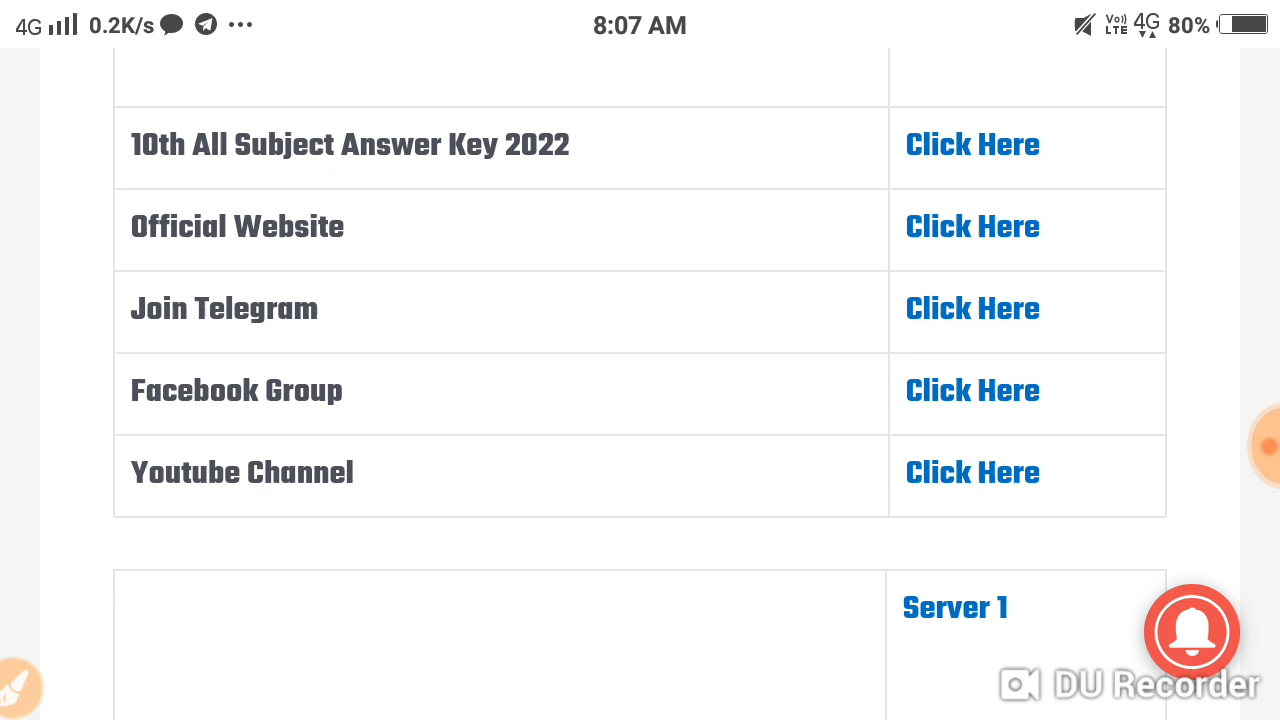 4G 0.2K/s 8:07 AM Vo)) LTE 4G 80%
10th All Subject Answer Key 2022 Click Here
Official Website Click Here
Join Telegram Click Here
Facebook Group Click Here
Youtube Channel Click Here
Server 1
DU Recorder